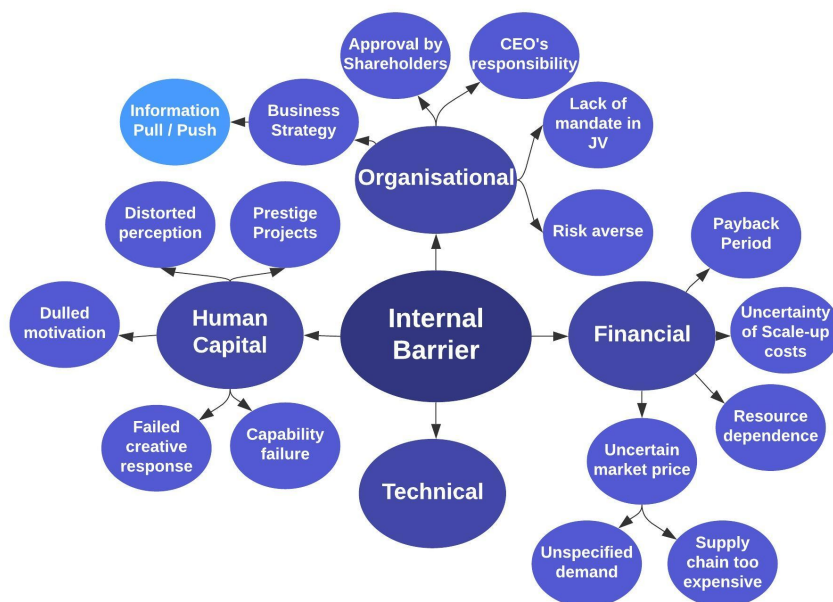 Approval by
Shareholders
CEO's
responsibility
Information
Pull / Push
Business
Strategy
Lack of
mandate in
JV
Organisational
Distorted
perception
Prestige
Projects
Risk averse
Payback
Period
Dulled
motivation
Human
Capital
Internal
Barrier
Financial
Uncertainty
of Scale-up
costs
Failed
creative
response
Capability
failure
Technical
Uncertain
market price
Resource
dependence
Unspecified
demand
Supply
chain too
expensive